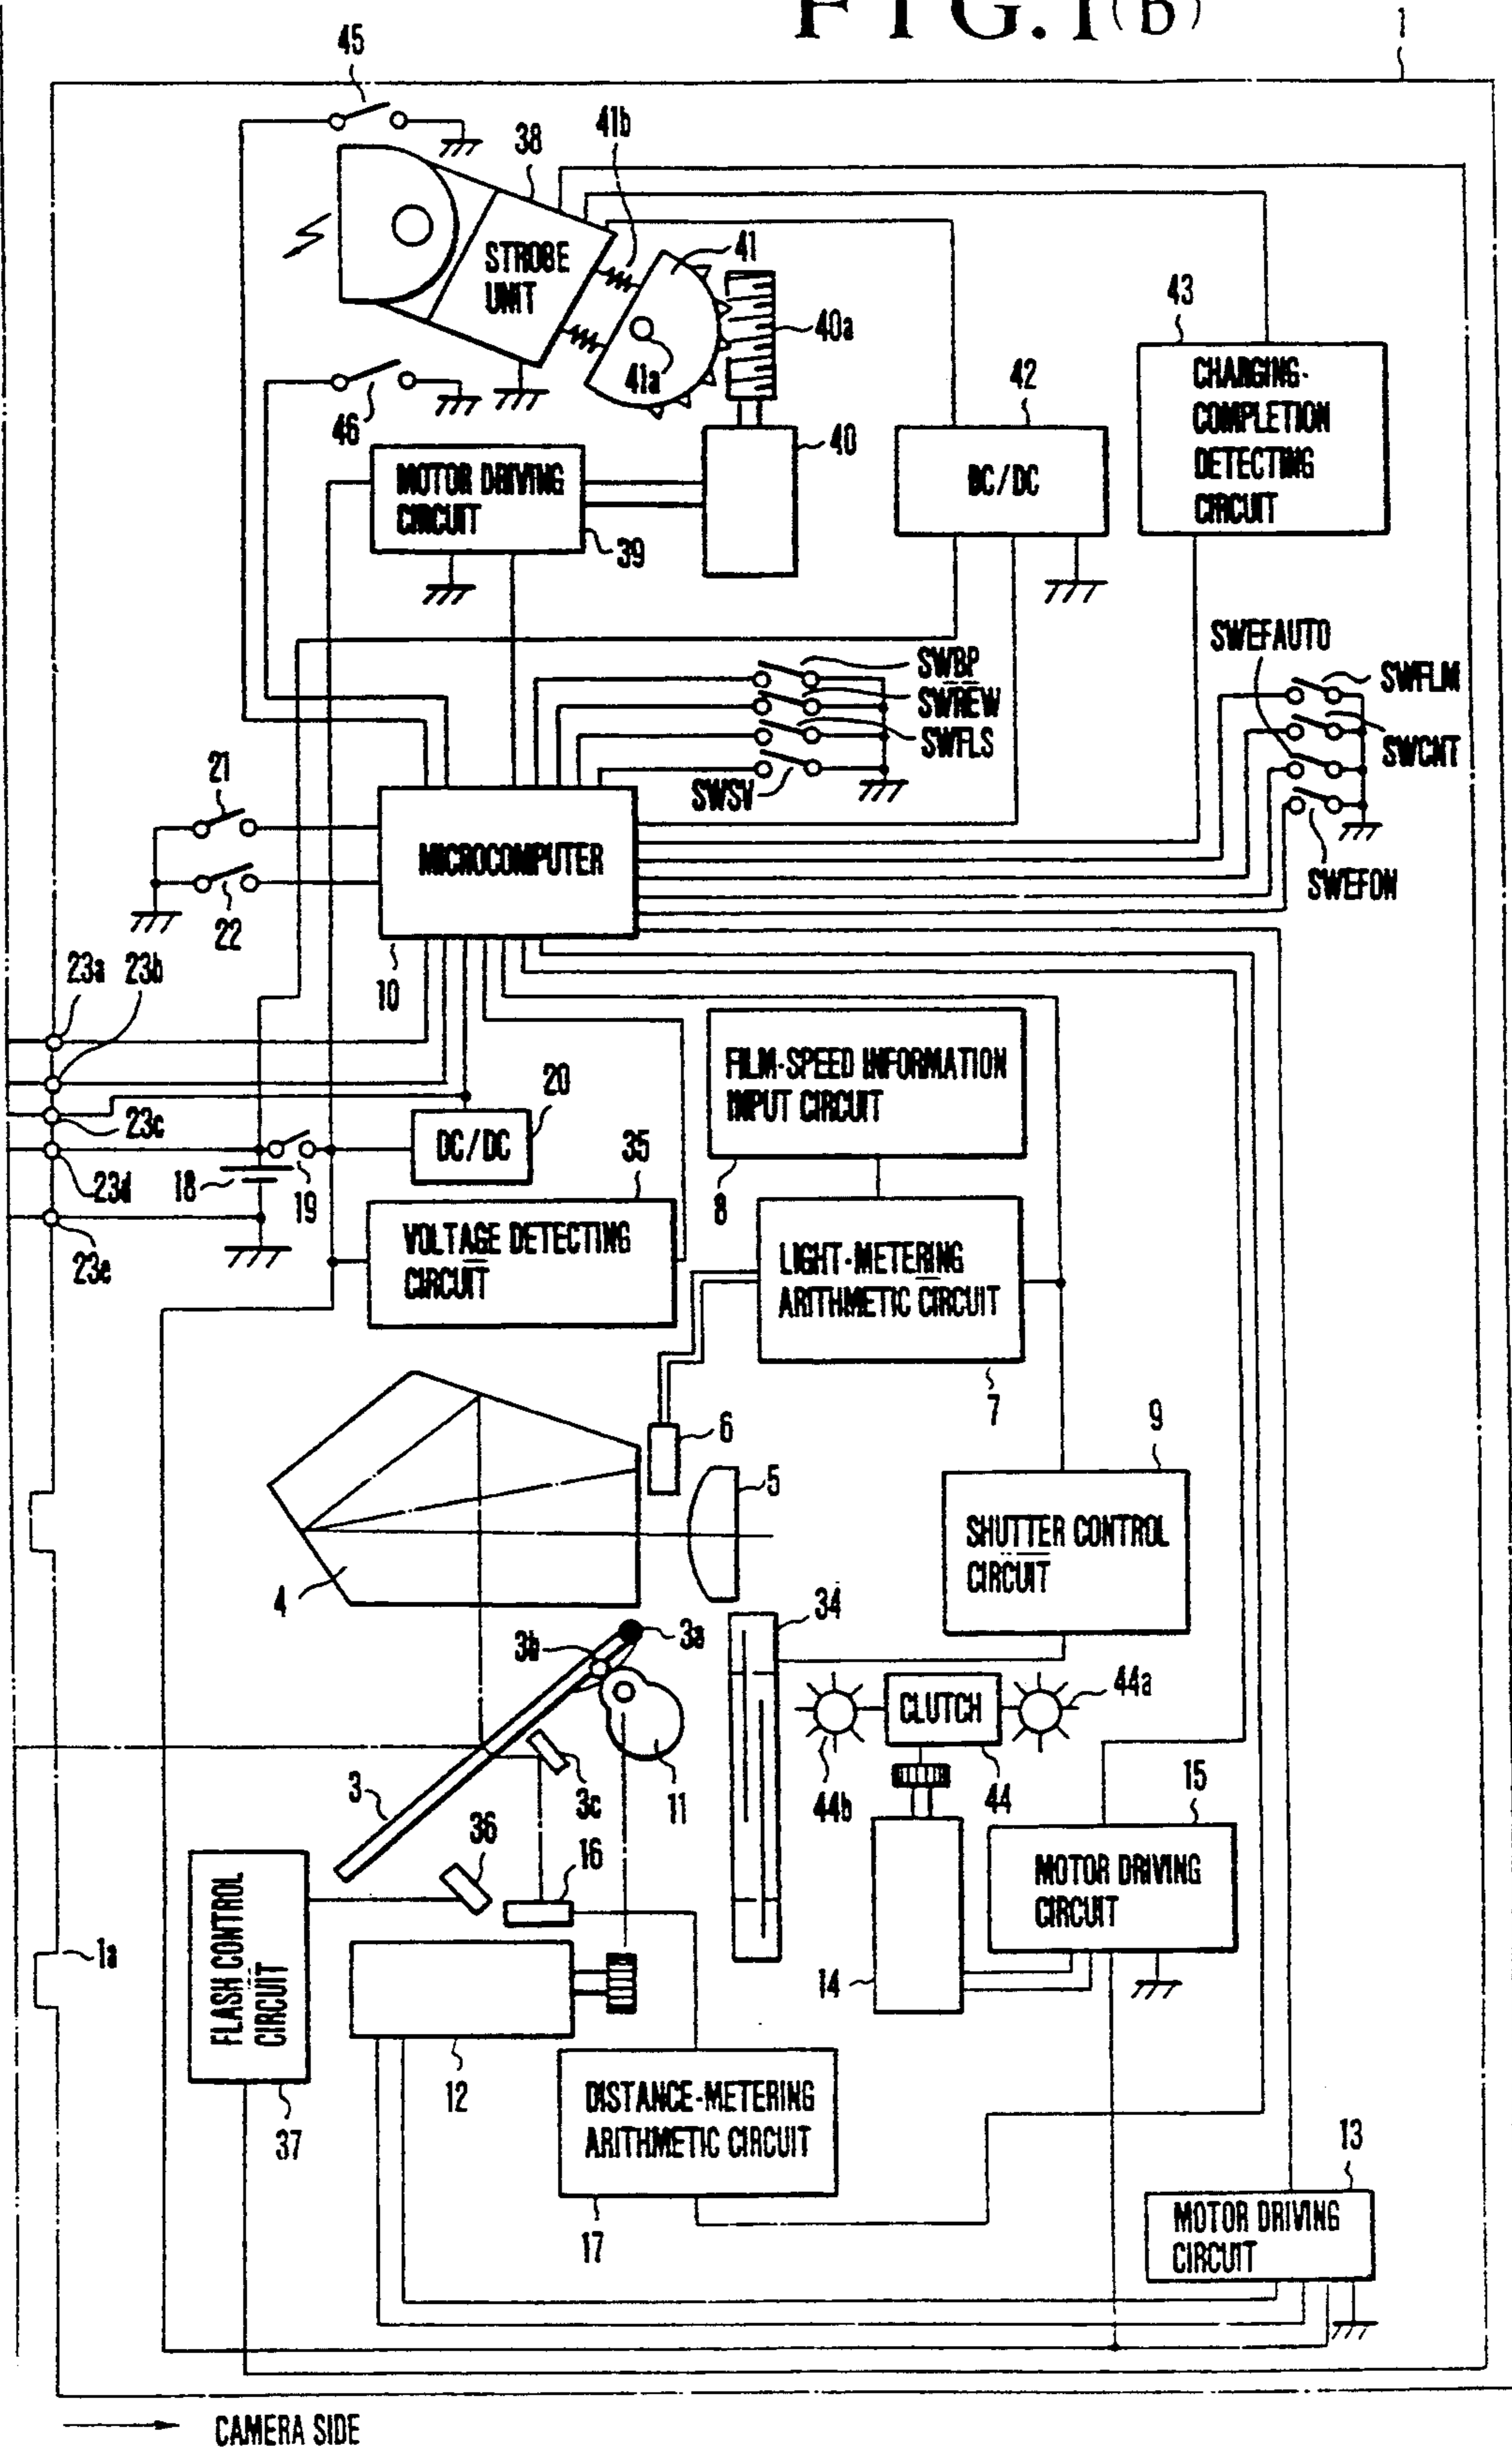 FIG.1(B)
1
45
38
41b
STROBE
UNIT
41
41a
40a
43
CHARGING-
COMPLETION
DETECTING
CIRCUIT
42
DC/DC
46
MOTOR DRIVING
CIRCUIT
39
40
SWBP
SWREW
SWFLS
SWSV
SWEFAUTO
SWFLM
SWCNT
SWEFON
21
22
MICROCOMPUTER
10
23a
23b
23c
23d
23e
18
19
DC/DC
20
FILM-SPEED INFORMATION
INPUT CIRCUIT
8
35
VOLTAGE DETECTING
CIRCUIT
LIGHT-METERING
ARITHMETIC CIRCUIT
7
6
5
4
9
SHUTTER CONTROL
CIRCUIT
34
3b
3a
3
3c
11
CLUTCH
44a
44b
44
15
MOTOR DRIVING
CIRCUIT
14
36
16
1a
FLASH CONTROL
CIRCUIT
37
12
DISTANCE-METERING
ARITHMETIC CIRCUIT
17
13
MOTOR DRIVING
CIRCUIT
CAMERA SIDE